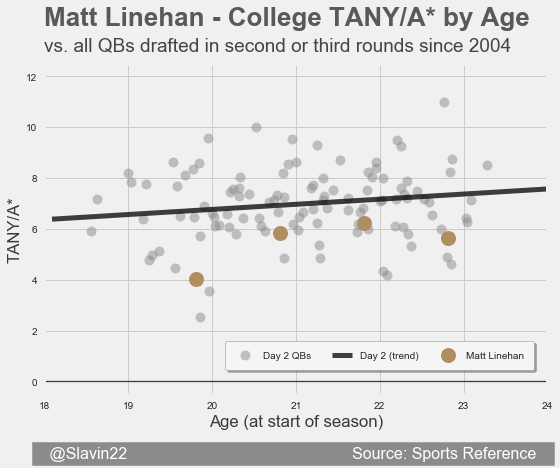 Matt Linehan - College TANY/A* by Age
vs. all QBs drafted in second or third rounds since 2004
TANY/A*
12
10
8
6
4
2
0
Day 2 QBs
Day 2 (trend)
Matt Linehan
18
19
20
21
22
23
24
Age (at start of season)
@Slavin22
Source: Sports Reference